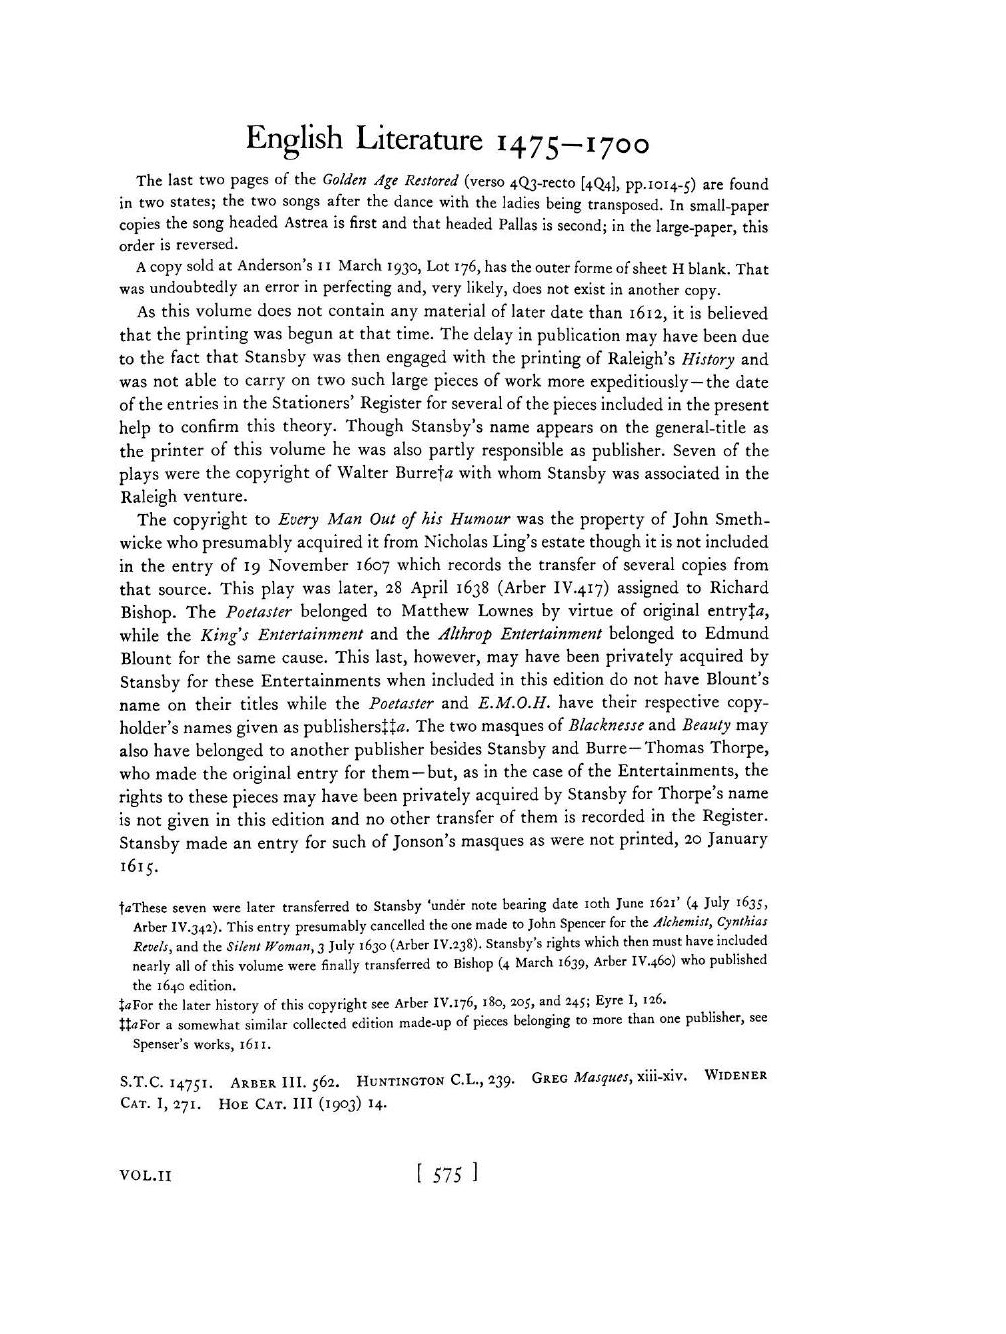 English Literature 1475—1700
The last two pages of the Golden Age Restored (verso 4Q3-recto [4Q4], pp.1014-5) are found
in two states; the two songs after the dance with the ladies being transposed. In small-paper
copies the song headed Astrea is first and that headed Pallas is second; in the large-paper, this
order is reversed.
A copy sold at Anderson's 11 March 1930, Lot 176, has the outer forme of sheet H blank. That
was undoubtedly an error in perfecting and, very likely, does not exist in another copy.
As this volume does not contain any material of later date than 1612, it is believed
that the printing was begun at that time. The delay in publication may have been due
to the fact that Stansby was then engaged with the printing of Raleigh's History and
was not able to carry on two such large pieces of work more expeditiously—the date
of the entries in the Stationers' Register for several of the pieces included in the present
help to confirm this theory. Though Stansby's name appears on the general-title as
the printer of this volume he was also partly responsible as publisher. Seven of the
plays were the copyright of Walter Burre†a with whom Stansby was associated in the
Raleigh venture.
The copyright to Every Man Out of his Humour was the property of John Smeth-
wicke who presumably acquired it from Nicholas Ling's estate though it is not included
in the entry of 19 November 1607 which records the transfer of several copies from
that source. This play was later, 28 April 1638 (Arber IV.417) assigned to Richard
Bishop. The Poetaster belonged to Matthew Lownes by virtue of original entry‡a,
while the King's Entertainment and the Althrop Entertainment belonged to Edmund
Blount for the same cause. This last, however, may have been privately acquired by
Stansby for these Entertainments when included in this edition do not have Blount's
name on their titles while the Poetaster and E.M.O.H. have their respective copy-
holder's names given as publishers‡‡a. The two masques of Blacknesse and Beauty may
also have belonged to another publisher besides Stansby and Burre—Thomas Thorpe,
who made the original entry for them—but, as in the case of the Entertainments, the
rights to these pieces may have been privately acquired by Stansby for Thorpe's name
is not given in this edition and no other transfer of them is recorded in the Register.
Stansby made an entry for such of Jonson's masques as were not printed, 20 January
1615.
†aThese seven were later transferred to Stansby 'under note bearing date 10th June 1621' (4 July 1635,
Arber IV.342). This entry presumably cancelled the one made to John Spencer for the Alchemist, Cynthias
Revels, and the Silent Woman, 3 July 1630 (Arber IV.238). Stansby's rights which then must have included
nearly all of this volume were finally transferred to Bishop (4 March 1639, Arber IV.460) who published
the 1640 edition.
‡aFor the later history of this copyright see Arber IV.176, 180, 205, and 245; Eyre I, 126.
‡‡aFor a somewhat similar collected edition made-up of pieces belonging to more than one publisher, see
Spenser's works, 1611.
S.T.C. 14751. ARBER III. 562. HUNTINGTON C.L., 239. GREG Masques, xiii-xiv. WIDENER
CAT. I, 271. HOE CAT. III (1903) 14.
VOL.II [ 575 ]